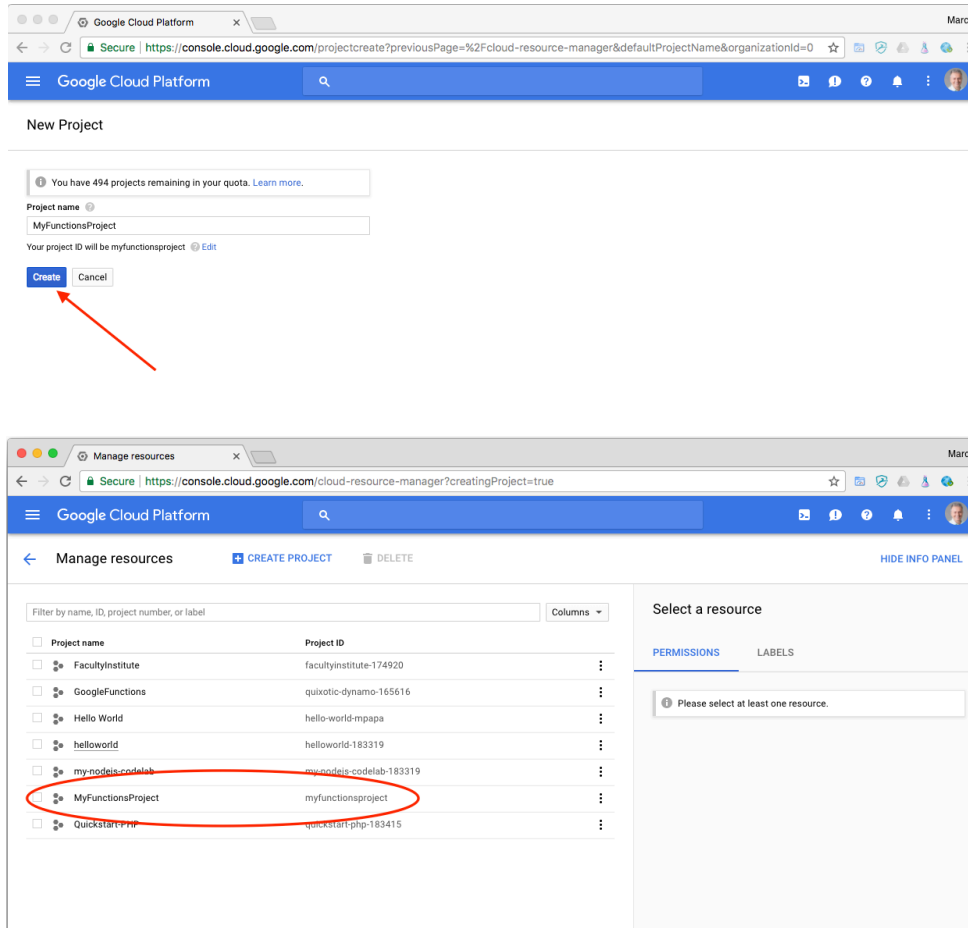 Google Cloud Platform
Marc
Secure | https://console.cloud.google.com/projectcreate?previousPage=%2Fcloud-resource-manager&defaultProjectName&organizationId=0
Google Cloud Platform
New Project
You have 494 projects remaining in your quota. Learn more.
Project name
MyFunctionsProject
Your project ID will be myfunctionsproject Edit
Create Cancel
Manage resources
Marc
Secure | https://console.cloud.google.com/cloud-resource-manager?creatingProject=true
Google Cloud Platform
Manage resources CREATE PROJECT DELETE HIDE INFO PANEL
Filter by name, ID, project number, or label Columns
Project name Project ID
FacultyInstitute facultyinstitute-174920
GoogleFunctions quixotic-dynamo-165616
Hello World hello-world-mpapa
helloworld helloworld-183319
my-nodejs-codelab my-nodejs-codelab-183319
MyFunctionsProject myfunctionsproject
Quickstart-PHP quickstart-php-183415
Select a resource
PERMISSIONS LABELS
Please select at least one resource.